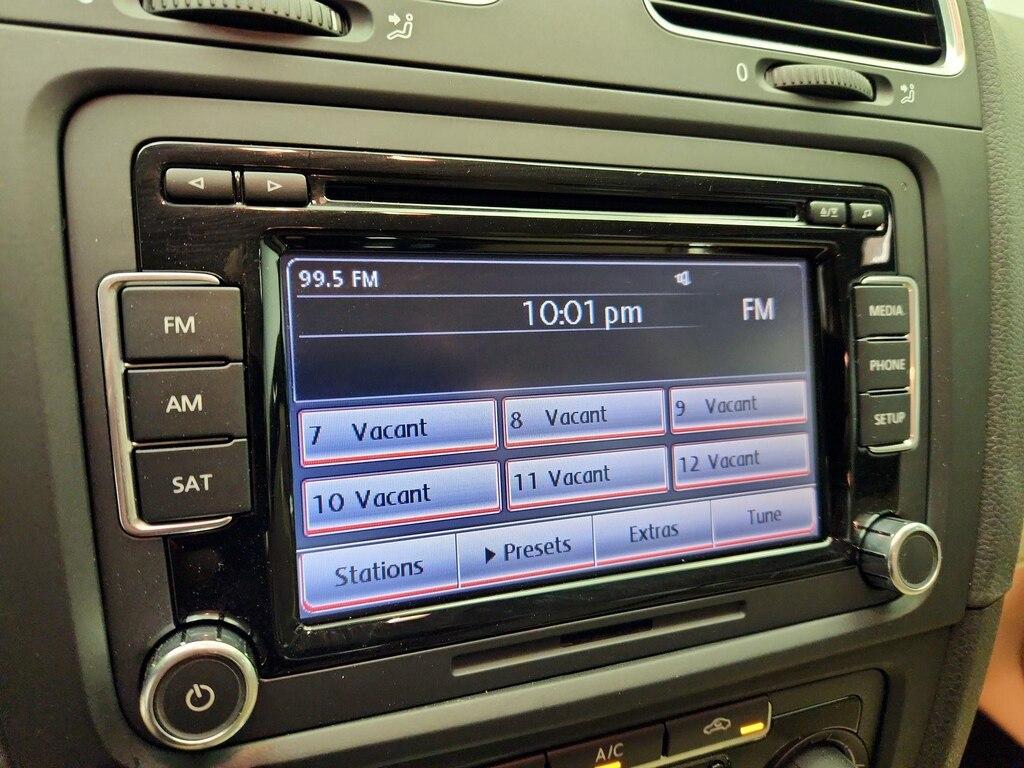 0
99.5 FM
10:01 pm
FM
FM
AM
SAT
MEDIA
PHONE
SETUP
7 Vacant
8 Vacant
9 Vacant
10 Vacant
11 Vacant
12 Vacant
Stations
Presets
Extras
Tune
A/C